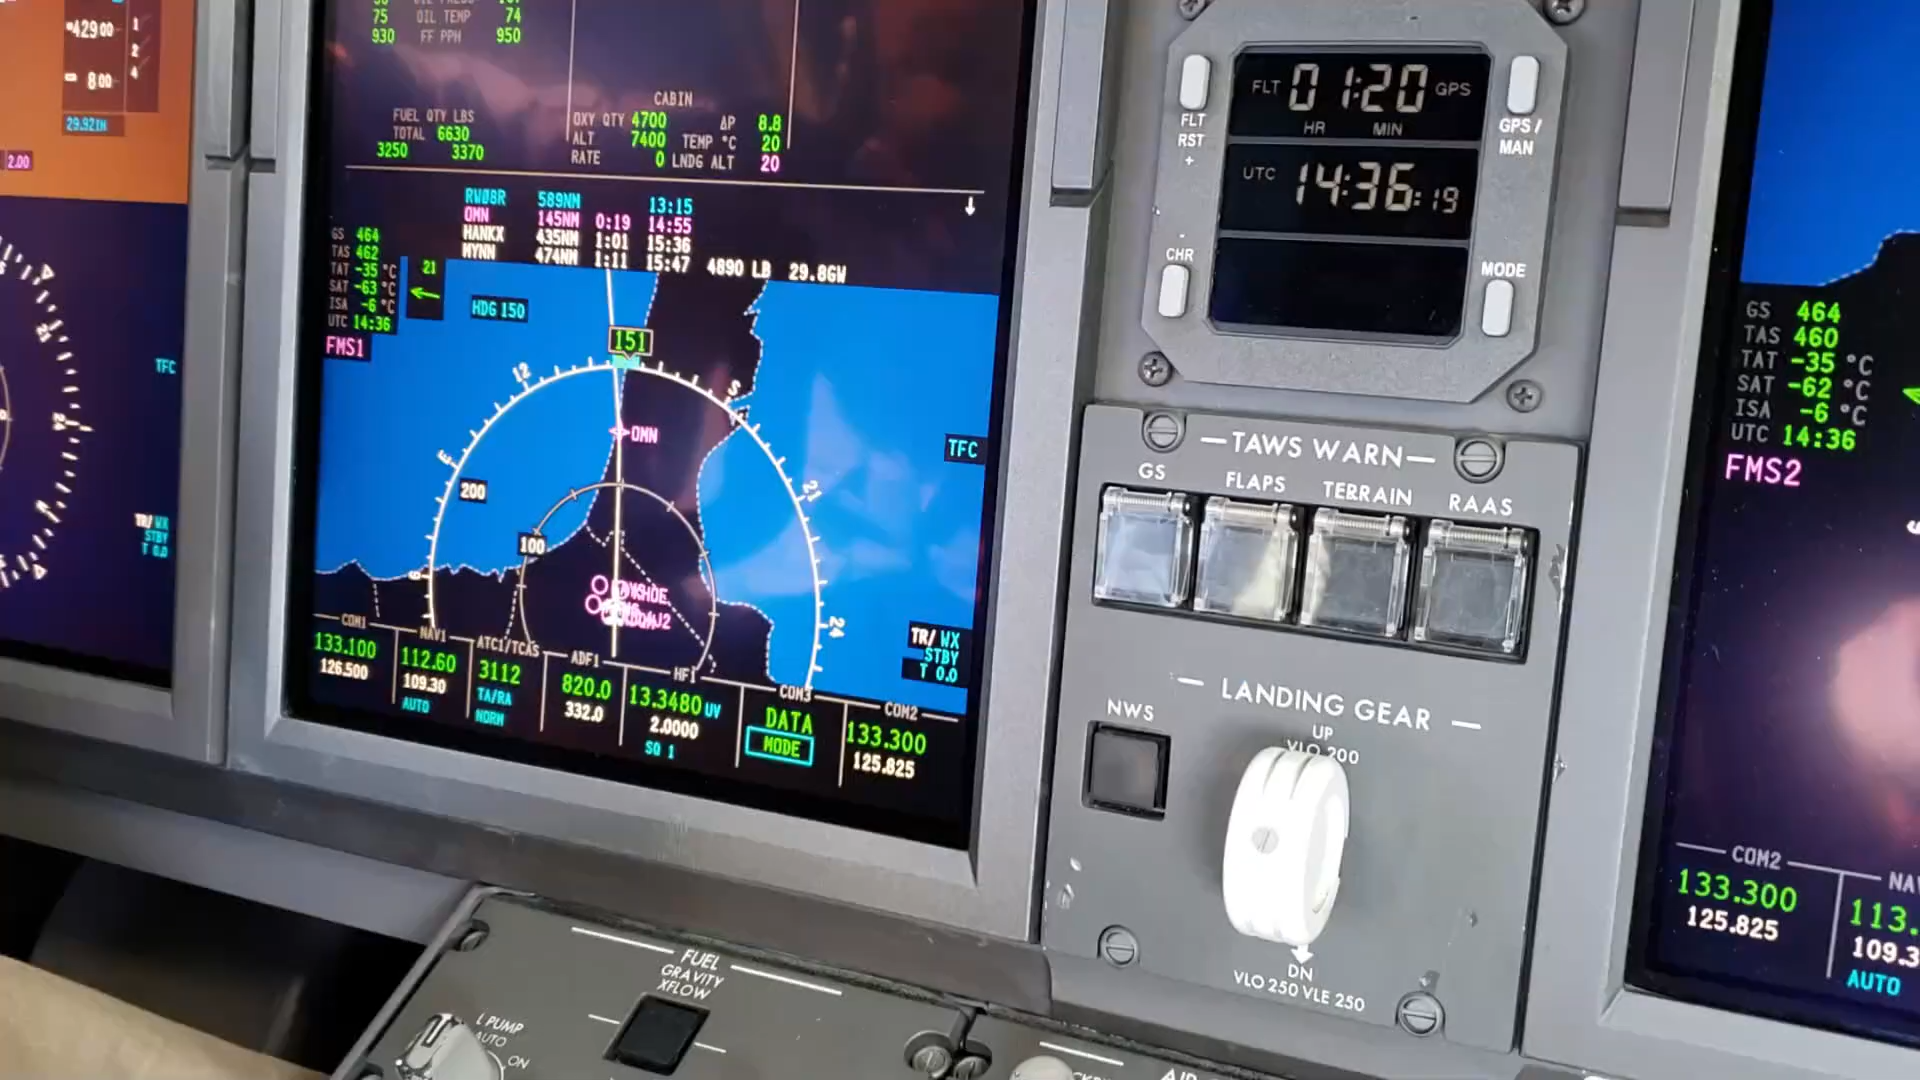 42900
1
2
4
8 00
29.92IN
2.00
TFC
TR/ WX
STBY
T 0.0
75 OIL TEMP 74
930 FF PPH 950
FUEL QTY LBS
TOTAL 6630
3250 3370
CABIN
OXY QTY 4700 ΔP 8.8
ALT 7400 TEMP °C 20
RATE 0 LNDG ALT 20
RW08R 589NM 13:15
OMN 145NM 0:19 14:55
HANKX 435NM 1:01 15:36
MYNN 474NM 1:11 15:47 4890 LB 29.8GW
GS 464
TAS 462
TAT -35 °C
SAT -63 °C
ISA -6 °C
UTC 14:36
FMS1
21
HDG 150
151
12
S
E
21
24
OMN
200
100
TFC
TR/ WX
STBY
T 0.0
COM1
133.100
126.500
NAV1
112.60
109.30
AUTO
ATC1/TCAS
3112
TA/RA
NORM
ADF1
820.0
332.0
HF1
13.3480 UV
2.0000
SQ 1
COM3
DATA
MODE
COM2
133.300
125.825
FLT 01:20 GPS
HR MIN
UTC 14:36:19
FLT
RST
+
GPS /
MAN
-
CHR
MODE
TAWS WARN
GS FLAPS TERRAIN RAAS
LANDING GEAR
NWS
UP
VLO 200
DN
VLO 250 VLE 250
GS 464
TAS 460
TAT -35 °C
SAT -62 °C
ISA -6 °C
UTC 14:36
FMS2
COM2
133.300
125.825
NA
113.
109.3
AUTO
FUEL
GRAVITY
XFLOW
L PUMP
AUTO
ON